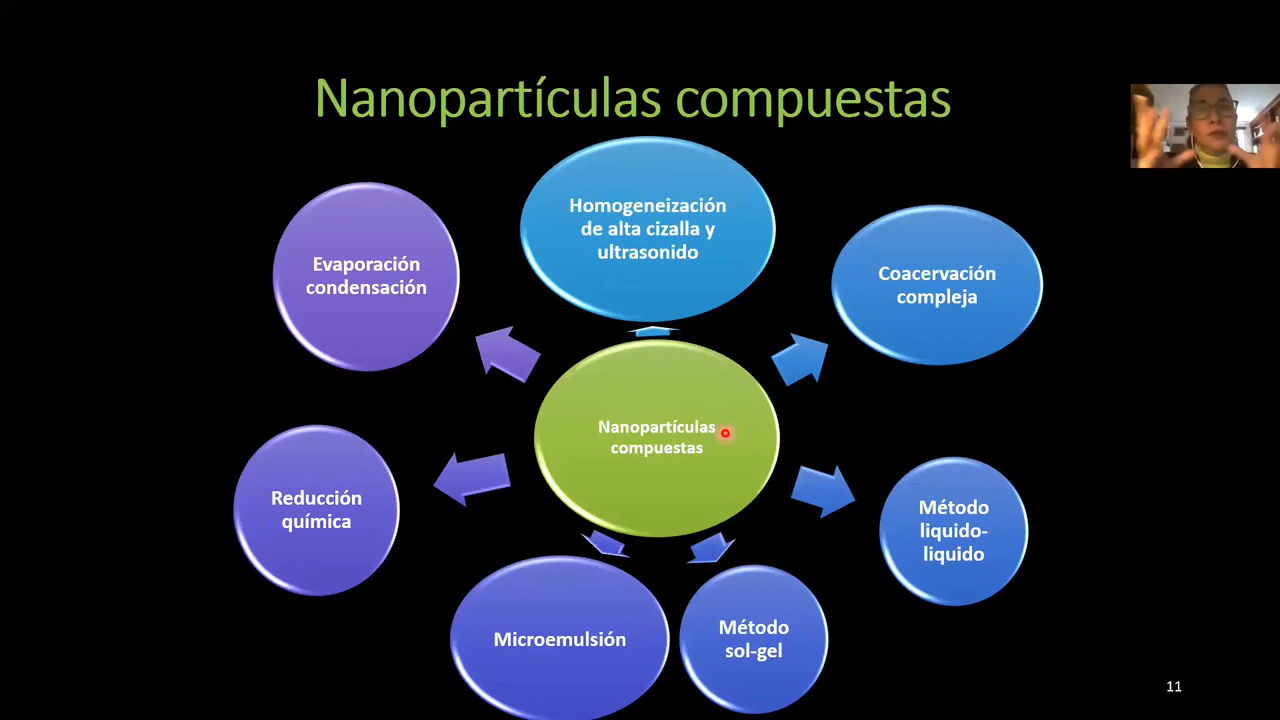 Nanopartículas compuestas
Homogeneización
de alta cizalla y
ultrasonido
Coacervación
compleja
Método
liquido-
liquido
Método
sol-gel
Microemulsión
Reducción
química
Evaporación
condensación
Nanopartículas
compuestas
11